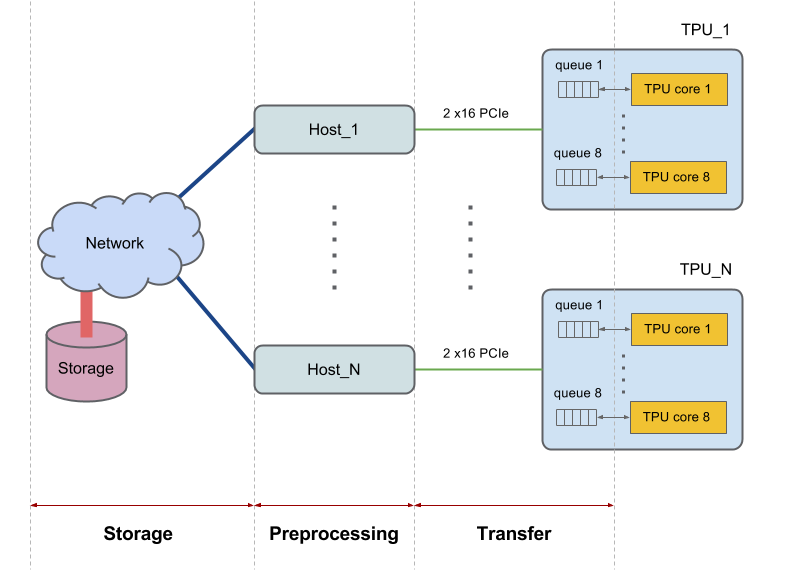 TPU_1
queue 1
TPU core 1
2 x16 PCIe
Host_1
queue 8
TPU core 8
Network
TPU_N
queue 1
TPU core 1
2 x16 PCIe
Storage
Host_N
queue 8
TPU core 8
Storage
Preprocessing
Transfer